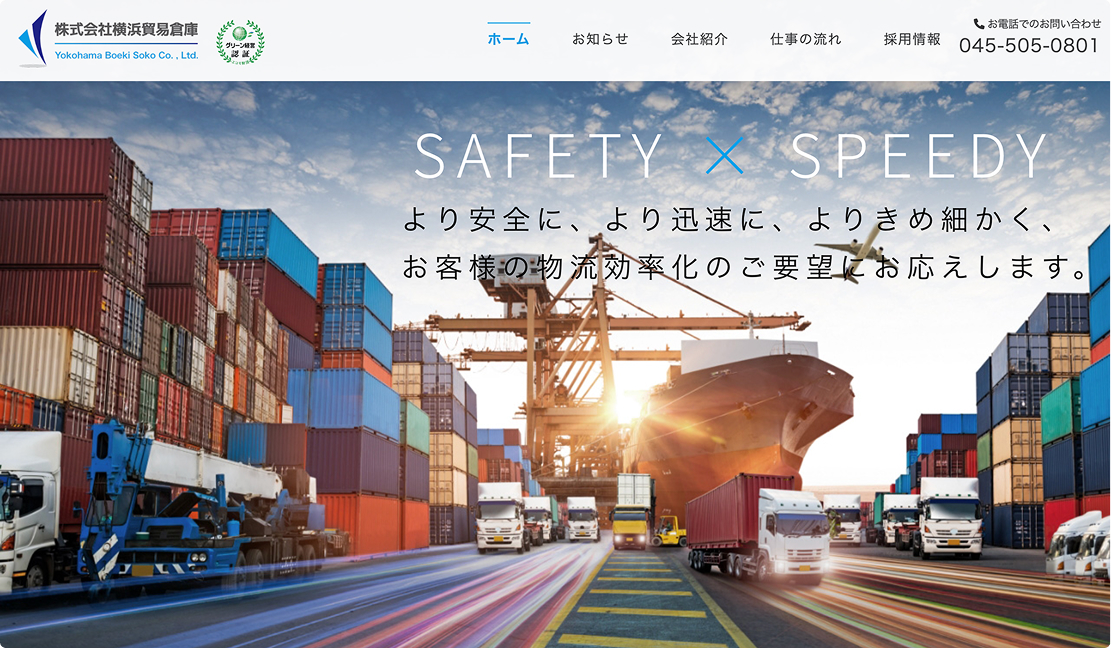 株式会社横浜貿易倉庫
Yokohama Boeki Soko Co. , Ltd.
グリーン経営
認証
ホーム
お知らせ
会社紹介
仕事の流れ
採用情報
お電話でのお問い合わせ
045-505-0801
SAFETY × SPEEDY
より安全に、より迅速に、よりきめ細かく、
お客様の物流効率化のご要望にお応えします。